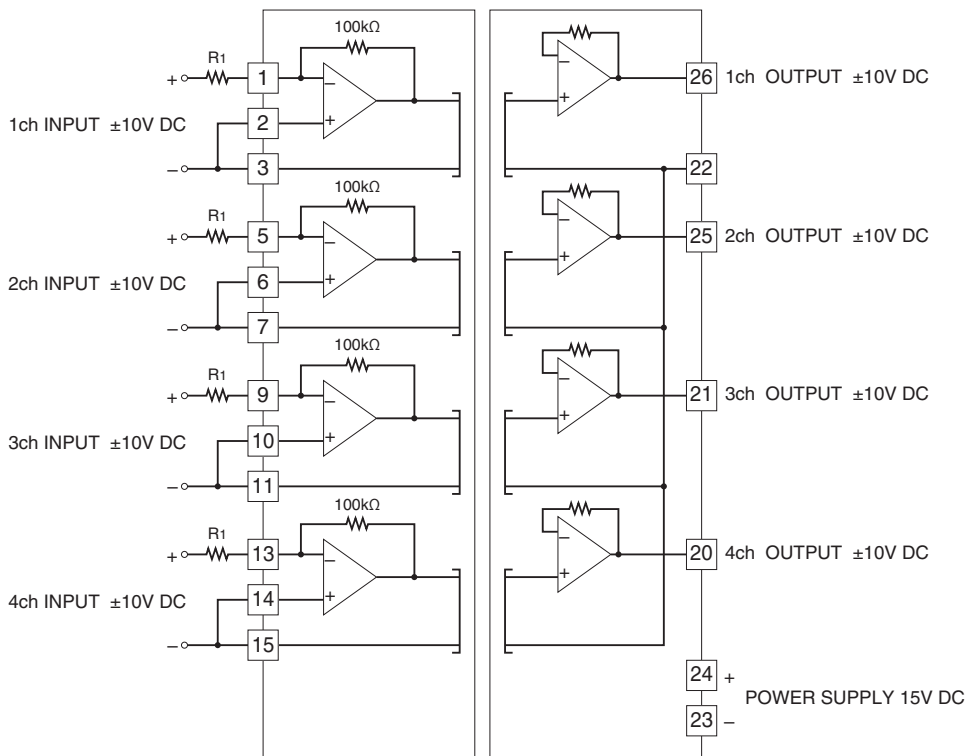 100kΩ
R1
+
1
−
26
1ch OUTPUT ±10V DC
1ch INPUT ±10V DC
2
+
+
−
3
22
100kΩ
R1
+
5
−
25
2ch OUTPUT ±10V DC
2ch INPUT ±10V DC
6
+
+
−
7
100kΩ
R1
+
9
−
21
3ch OUTPUT ±10V DC
3ch INPUT ±10V DC
10
+
+
−
11
100kΩ
R1
+
13
−
20
4ch OUTPUT ±10V DC
4ch INPUT ±10V DC
14
+
+
−
15
24 +
POWER SUPPLY 15V DC
23 −